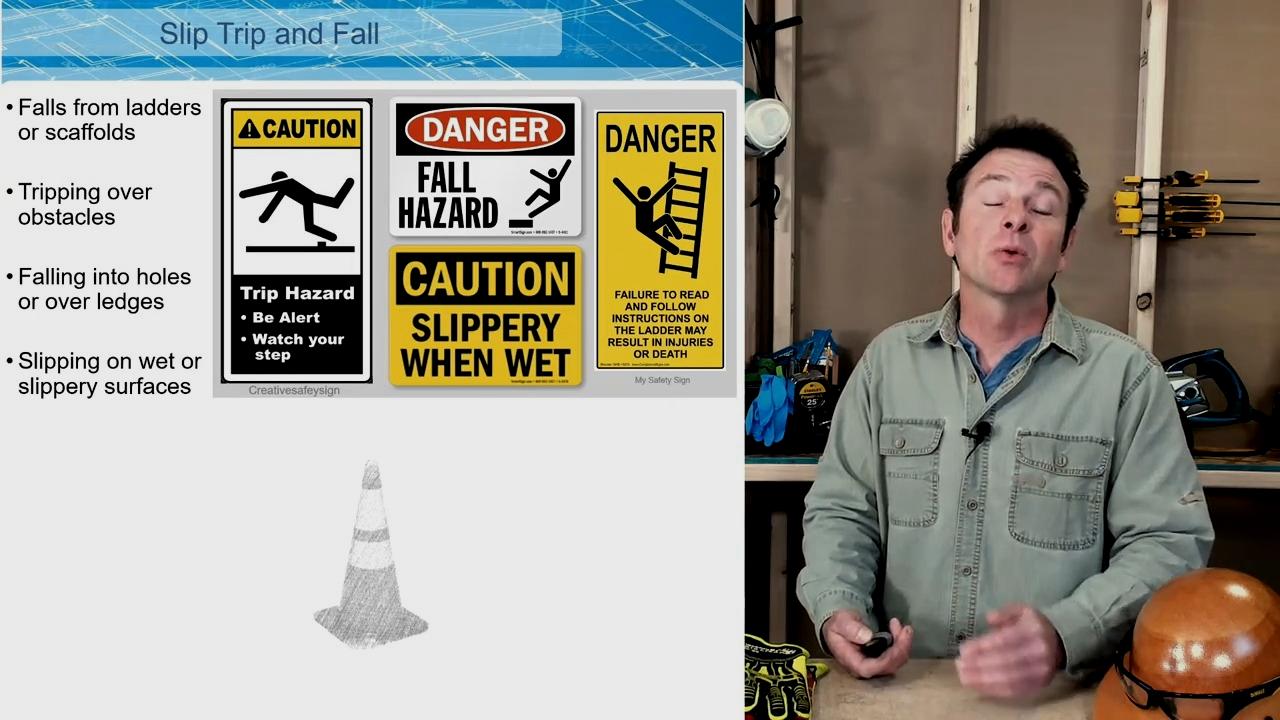 Slip Trip and Fall
• Falls from ladders
or scaffolds
• Tripping over
obstacles
• Falling into holes
or over ledges
• Slipping on wet or
slippery surfaces
CAUTION
Trip Hazard
• Be Alert
• Watch your
step
Creativesafeysign
DANGER
FALL
HAZARD
CAUTION
SLIPPERY
WHEN WET
DANGER
FAILURE TO READ
AND FOLLOW
INSTRUCTIONS ON
THE LADDER MAY
RESULT IN INJURIES
OR DEATH
My Safety Sign
STANLEY
25'
DEWALT